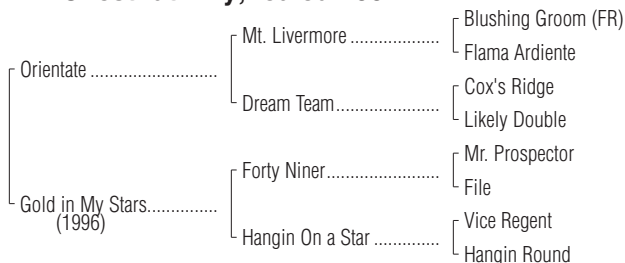 Blushing Groom (FR)
Mt. Livermore ....................
Flama Ardiente
Orientate ............................
Cox's Ridge
Dream Team.......................
Likely Double
Mr. Prospector
Forty Niner.........................
File
Gold in My Stars...............
(1996)
Vice Regent
Hangin On a Star ...............
Hangin Round